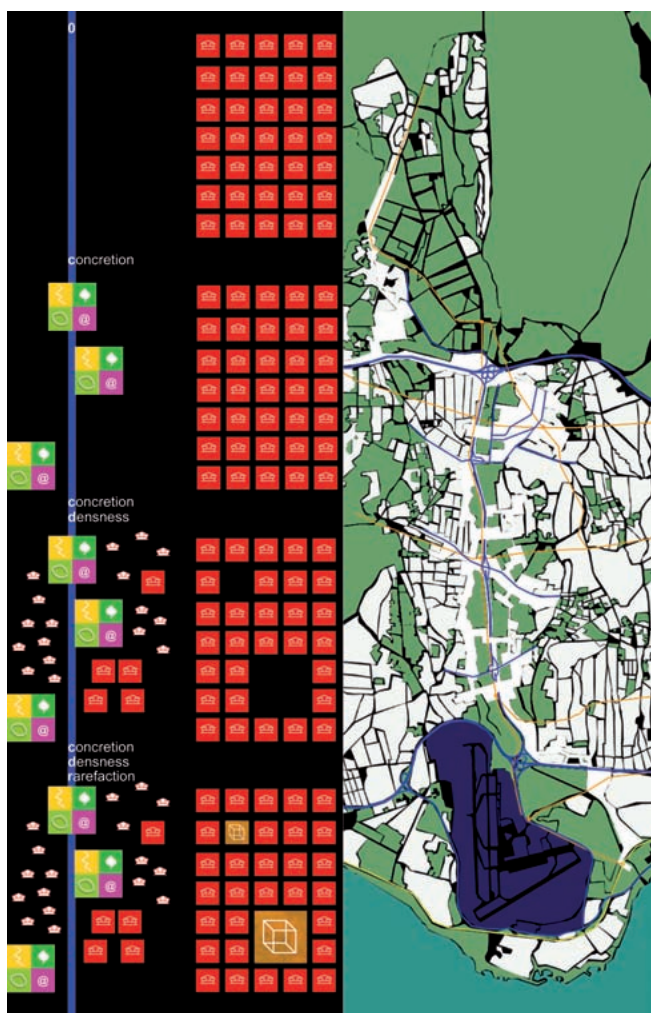 0
concretion
@
@
@
concretion
densness
@
@
@
concretion
densness
rarefaction
@
@
@